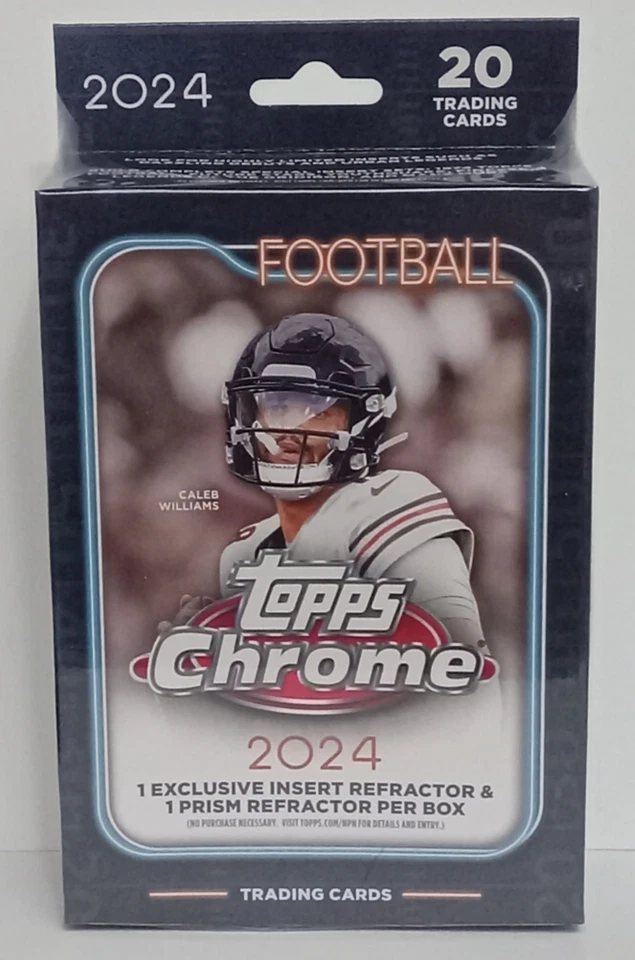 2024
20
TRADING
CARDS
FOOTBALL
CALEB
WILLIAMS
topps
Chrome
2024
1 EXCLUSIVE INSERT REFRACTOR &
1 PRISM REFRACTOR PER BOX
(NO PURCHASE NECESSARY. VISIT TOPPS.COM/NPN FOR DETAILS AND ENTRY.)
TRADING CARDS